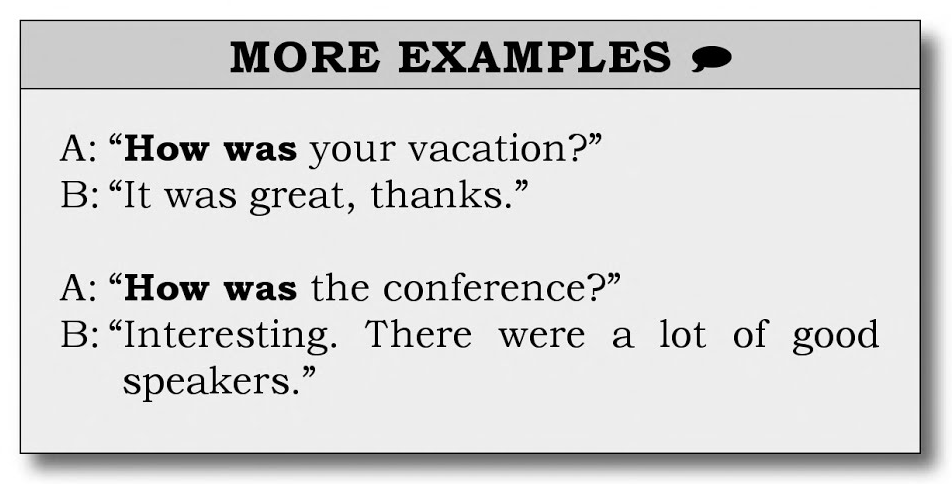 MORE EXAMPLES
A: “How was your vacation?”
B: “It was great, thanks.”
A: “How was the conference?”
B: “Interesting. There were a lot of good
speakers.”